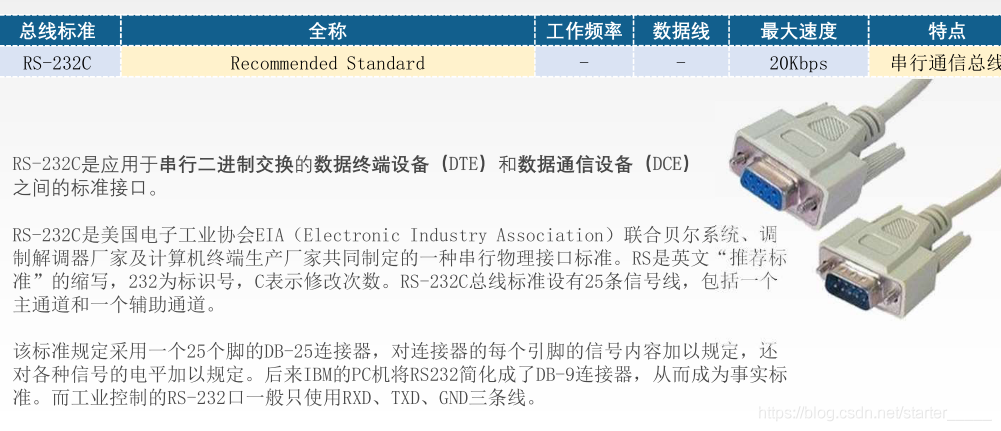 总线标准 全称 工作频率 数据线 最大速度 特点
RS-232C Recommended Standard - - 20Kbps 串行通信总线
RS-232C是应用于串行二进制交换的数据终端设备（DTE）和数据通信设备（DCE）
之间的标准接口。
RS-232C是美国电子工业协会EIA（Electronic Industry Association）联合贝尔系统、调
制解调器厂家及计算机终端生产厂家共同制定的一种串行物理接口标准。RS是英文“推荐标
准”的缩写，232为标识号，C表示修改次数。RS-232C总线标准设有25条信号线，包括一个
主通道和一个辅助通道。
该标准规定采用一个25个脚的DB-25连接器，对连接器的每个引脚的信号内容加以规定，还
对各种信号的电平加以规定。后来IBM的PC机将RS232简化成了DB-9连接器，从而成为事实标
准。而工业控制的RS-232口一般只使用RXD、TXD、GND三条线。
https://blog.csdn.net/starter_____